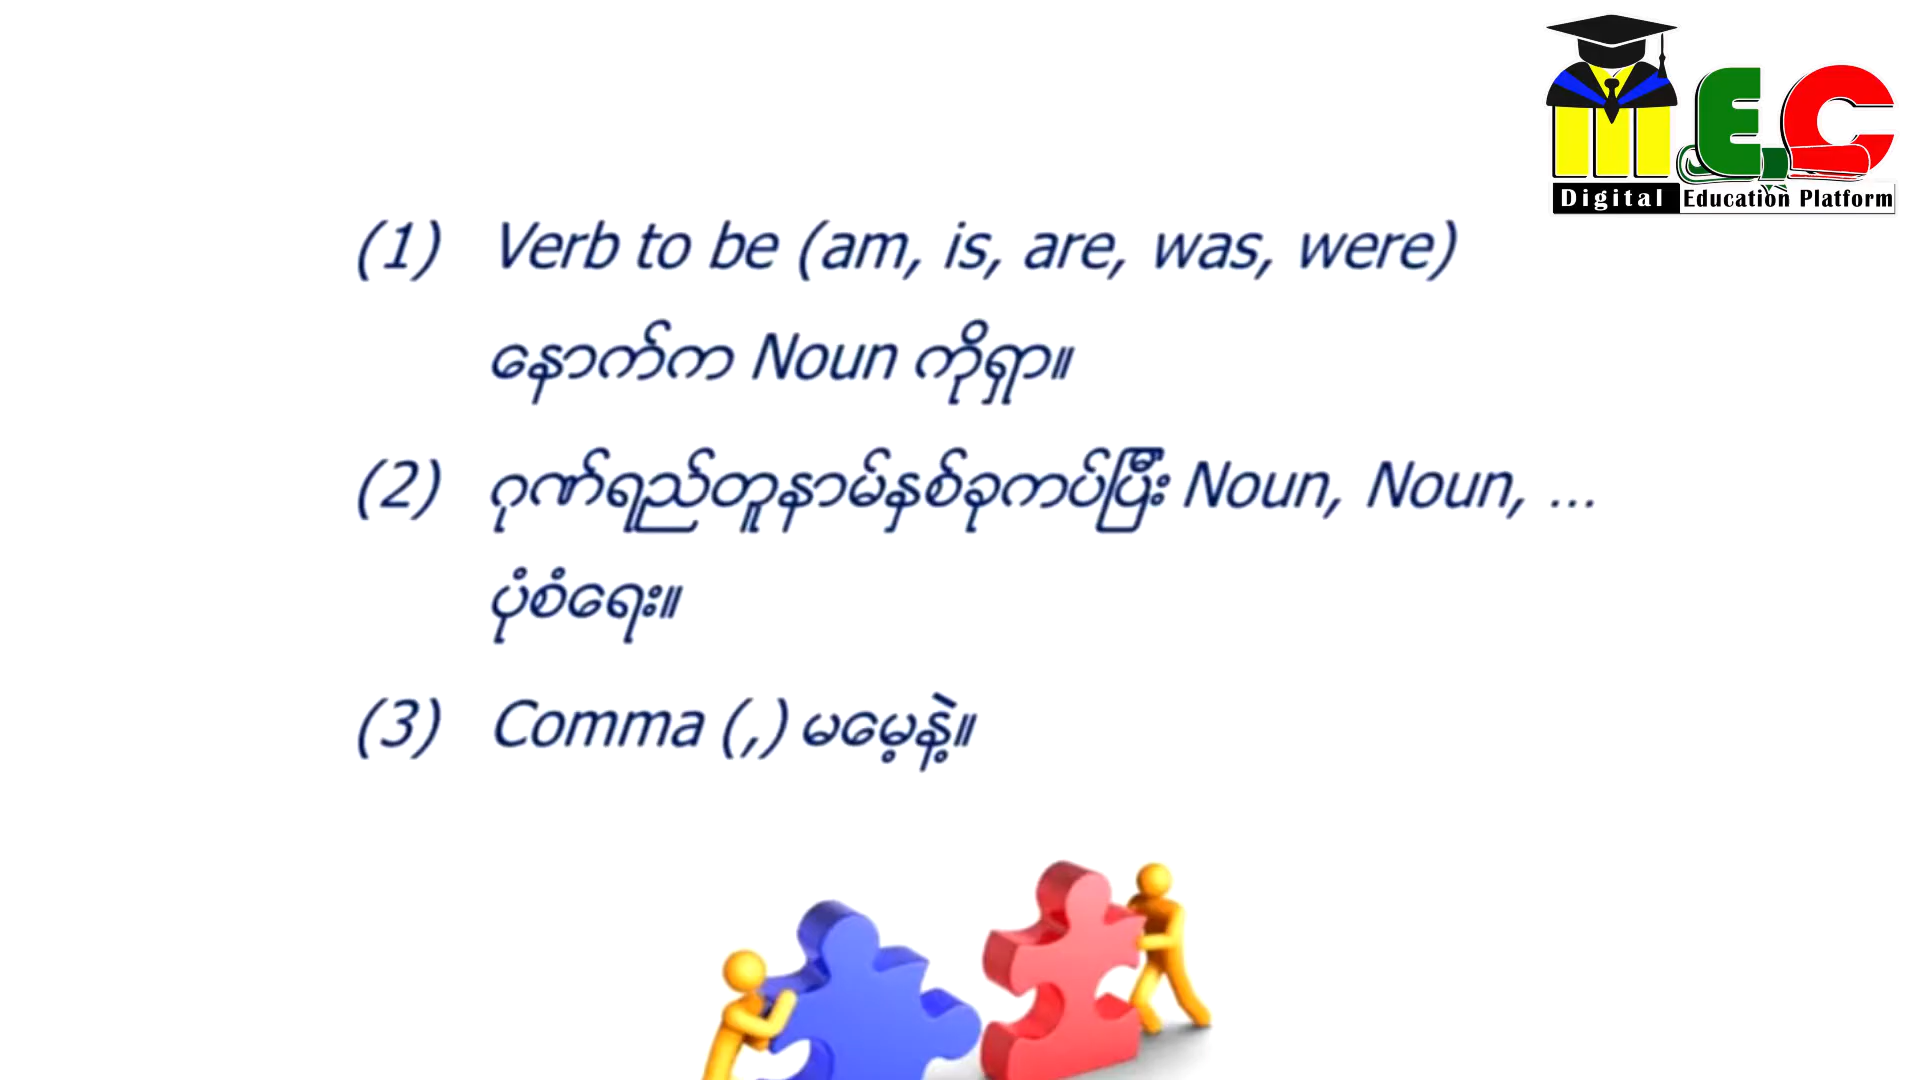 MEC
Digital Education Platform
(1) Verb to be (am, is, are, was, were)
နောက်က Noun ကိုရှာ။
(2) ဂုဏ်ရည်တူနာမ်နှစ်ခုကပ်ပြီး Noun, Noun, ...
ပုံစံရေး။
(3) Comma (,) မမေ့နဲ့။